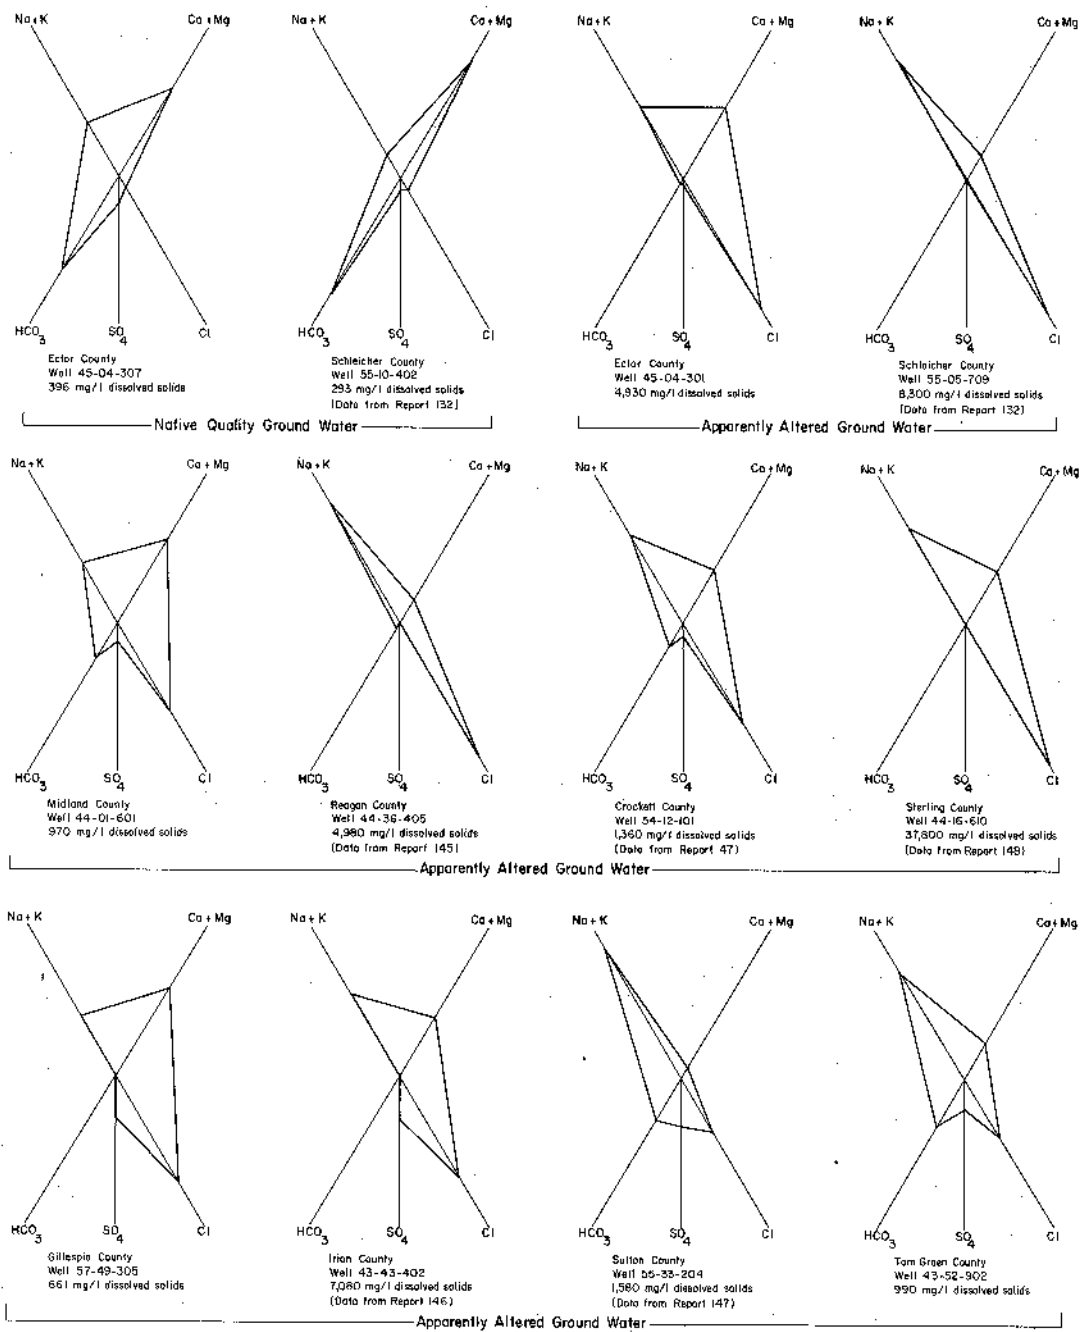 Na+K
Ca+Mg
Na+K
Ca+Mg
Na+K
Ca+Mg
Na+K
Ca+Mg
HCO3
SO4
Cl
HCO3
SO4
Cl
HCO3
SO4
Cl
HCO3
SO4
Cl
Ector County
Well 45-04-307
396 mg/l dissolved solids
Schleicher County
Well 55-10-402
293 mg/l dissolved solids
(Data from Report 132)
Ector County
Well 45-04-301
4,930 mg/l dissolved solids
Schleicher County
Well 55-05-709
8,300 mg/l dissolved solids
(Data from Report 132)
Native Quality Ground Water
Apparently Altered Ground Water
Na+K
Ca+Mg
Na+K
Ca+Mg
Na+K
Ca+Mg
Na+K
Ca+Mg
HCO3
SO4
Cl
HCO3
SO4
Cl
HCO3
SO4
Cl
HCO3
SO4
Cl
Midland County
Well 44-01-601
970 mg/l dissolved solids
Reagan County
Well 44-36-405
4,980 mg/l dissolved solids
(Data from Report 145)
Crockett County
Well 54-12-101
1,360 mg/l dissolved solids
(Data from Report 47)
Sterling County
Well 44-16-610
37,800 mg/l dissolved solids
(Data from Report 148)
Apparently Altered Ground Water
Na+K
Ca+Mg
Na+K
Ca+Mg
Na+K
Ca+Mg
Na+K
Ca+Mg
HCO3
SO4
Cl
HCO3
SO4
Cl
HCO3
SO4
Cl
HCO3
SO4
Cl
Gillespie County
Well 57-49-305
661 mg/l dissolved solids
Irion County
Well 43-43-402
7,080 mg/l dissolved solids
(Data from Report 146)
Sutton County
Well 55-33-204
1,580 mg/l dissolved solids
(Data from Report 147)
Tom Green County
Well 43-52-902
990 mg/l dissolved solids
Apparently Altered Ground Water